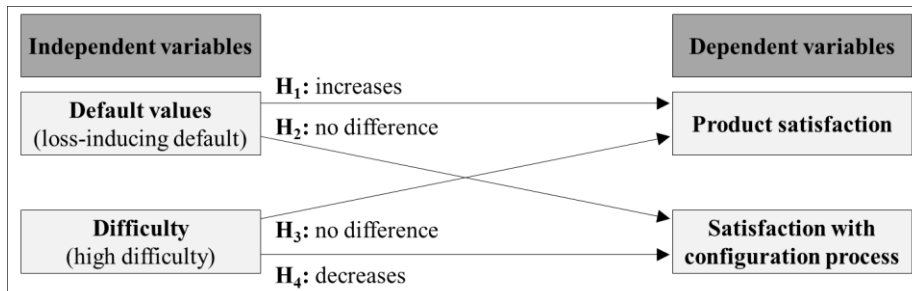 Independent variables
Dependent variables
H1: increases
Default values
(loss-inducing default)
H2: no difference
Product satisfaction
Difficulty
(high difficulty)
H3: no difference
H4: decreases
Satisfaction with
configuration process